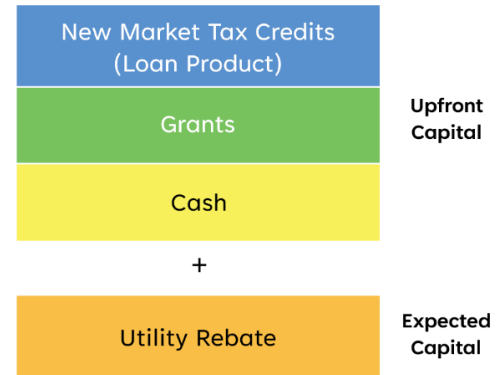 New Market Tax Credits
(Loan Product)
Grants
Upfront
Capital
Cash
+
Utility Rebate
Expected
Capital